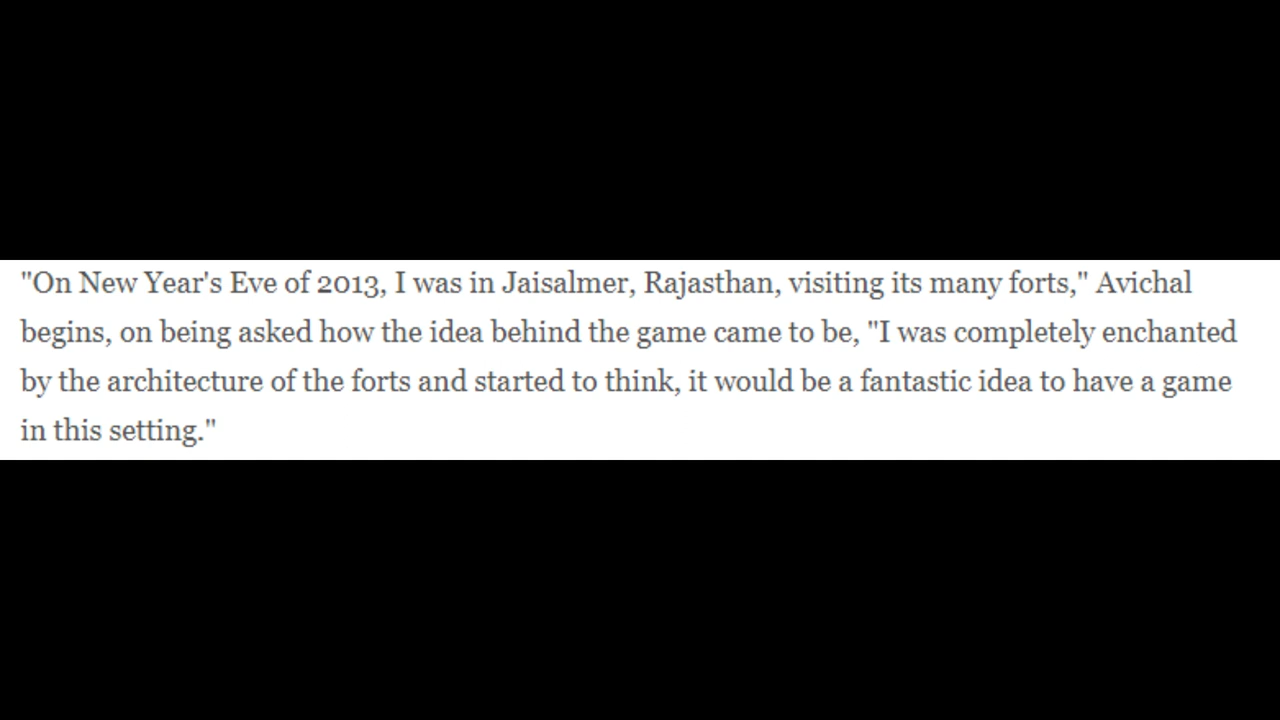 "On New Year's Eve of 2013, I was in Jaisalmer, Rajasthan, visiting its many forts," Avichal
begins, on being asked how the idea behind the game came to be, "I was completely enchanted
by the architecture of the forts and started to think, it would be a fantastic idea to have a game
in this setting."